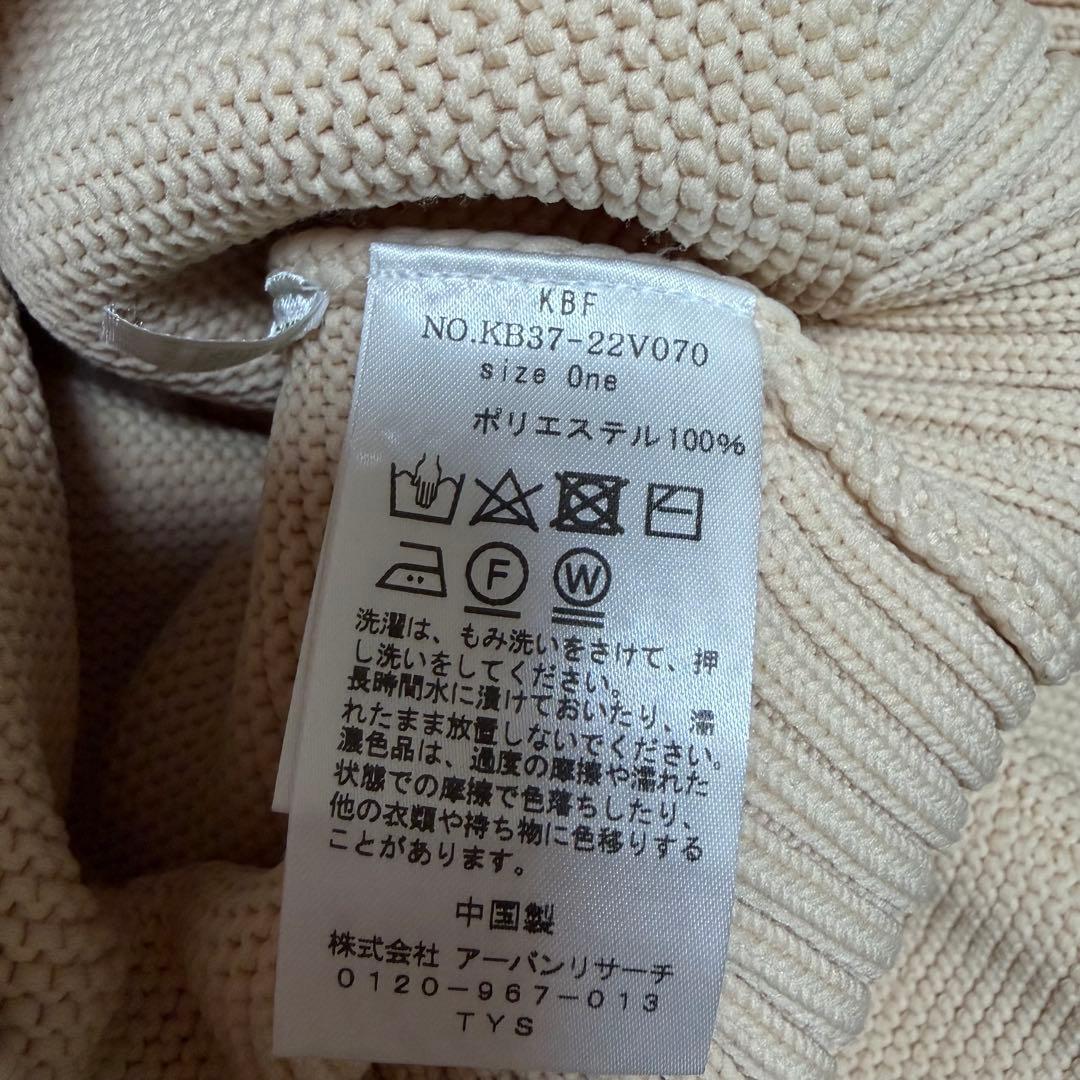 KBF
NO.KB37-22V070
size One
ポリエステル100%
F W
洗濯は、もみ洗いをさけて、押
し洗いをしてください。
長時間水に漬けておいたり、濡
れたまま放置しないでください。
濃色品は、過度の摩擦や濡れた
状態での摩擦で色落ちしたり、
他の衣類や持ち物に色移りする
ことがあります。
中国製
株式会社 アーバンリサーチ
0120-967-013
TYS